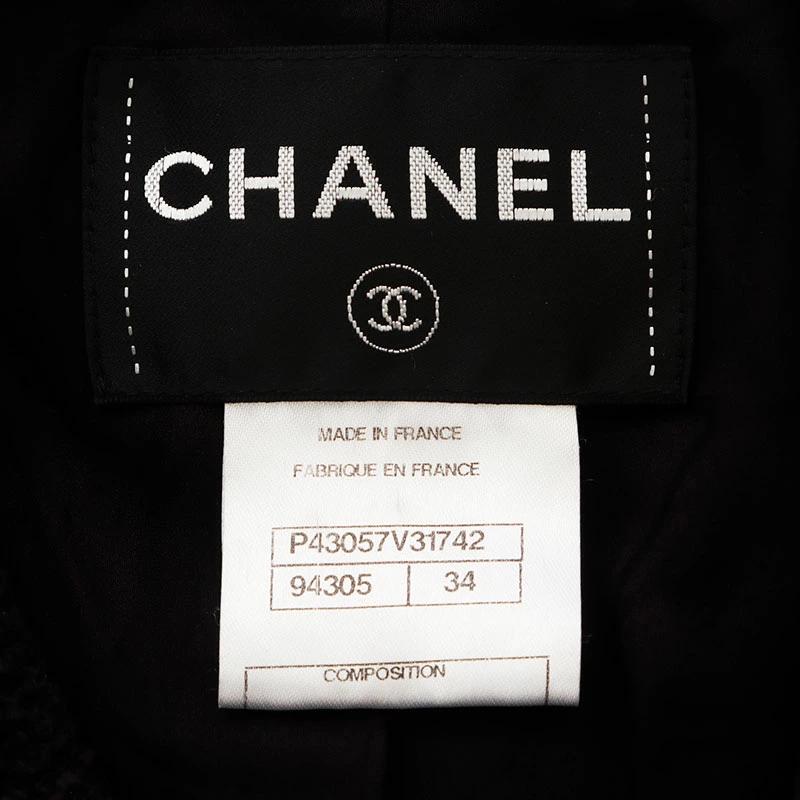 CHANEL
MADE IN FRANCE
FABRIQUE EN FRANCE
P43057V31742
94305 34
COMPOSITION